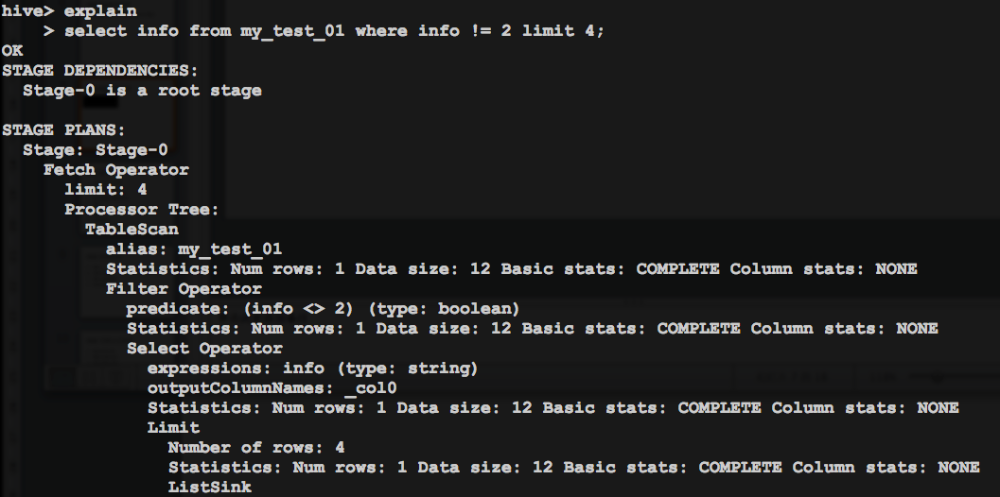 hive> explain
    > select info from my_test_01 where info != 2 limit 4;
OK
STAGE DEPENDENCIES:
  Stage-0 is a root stage

STAGE PLANS:
  Stage: Stage-0
    Fetch Operator
      limit: 4
      Processor Tree:
        TableScan
          alias: my_test_01
          Statistics: Num rows: 1 Data size: 12 Basic stats: COMPLETE Column stats: NONE
          Filter Operator
            predicate: (info <> 2) (type: boolean)
            Statistics: Num rows: 1 Data size: 12 Basic stats: COMPLETE Column stats: NONE
            Select Operator
              expressions: info (type: string)
              outputColumnNames: _col0
              Statistics: Num rows: 1 Data size: 12 Basic stats: COMPLETE Column stats: NONE
              Limit
                Number of rows: 4
                Statistics: Num rows: 1 Data size: 12 Basic stats: COMPLETE Column stats: NONE
                ListSink